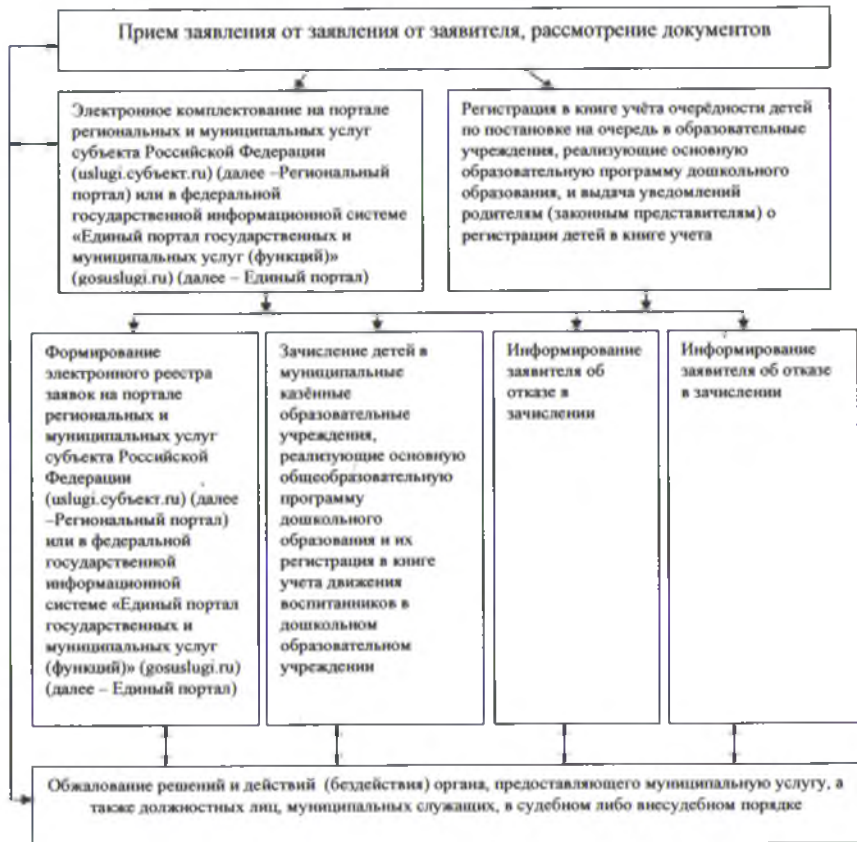 Прием заявления от заявления от заявителя, рассмотрение документов
Электронное комплектование на портале
региональных и муниципальных услуг
субъекта Российской Федерации
(uslugi.субъект.ru) (далее –Региональный
портал) или в федеральной
государственной информационной системе
«Единый портал государственных и
муниципальных услуг (функций)»
(gosuslugi.ru) (далее – Единый портал)
Регистрация в книге учёта очерёдности детей
по постановке на очередь в образовательные
учреждения, реализующие основную
образовательную программу дошкольного
образования, и выдача уведомлений
родителям (законным представителям) о
регистрации детей в книге учета
Формирование
электронного реестра
заявок на портале
региональных и
муниципальных услуг
субъекта Российской
Федерации
(uslugi.субъект.ru) (далее
–Региональный портал)
или в федеральной
государственной
информационной
системе «Единый портал
государственных и
муниципальных услуг
(функций)» (gosuslugi.ru)
(далее – Единый портал)
Зачисление детей в
муниципальные
казённые
образовательные
учреждения,
реализующие основную
общеобразовательную
программу
дошкольного
образования и их
регистрация в книге
учета движения
воспитанников в
дошкольном
образовательном
учреждении
Информирование
заявителя об
отказе в
зачислении
Информирование
заявителя об отказе
в зачислении
Обжалование решений и действий (бездействия) органа, предоставляющего муниципальную услугу, а
также должностных лиц, муниципальных служащих, в судебном либо внесудебном порядке